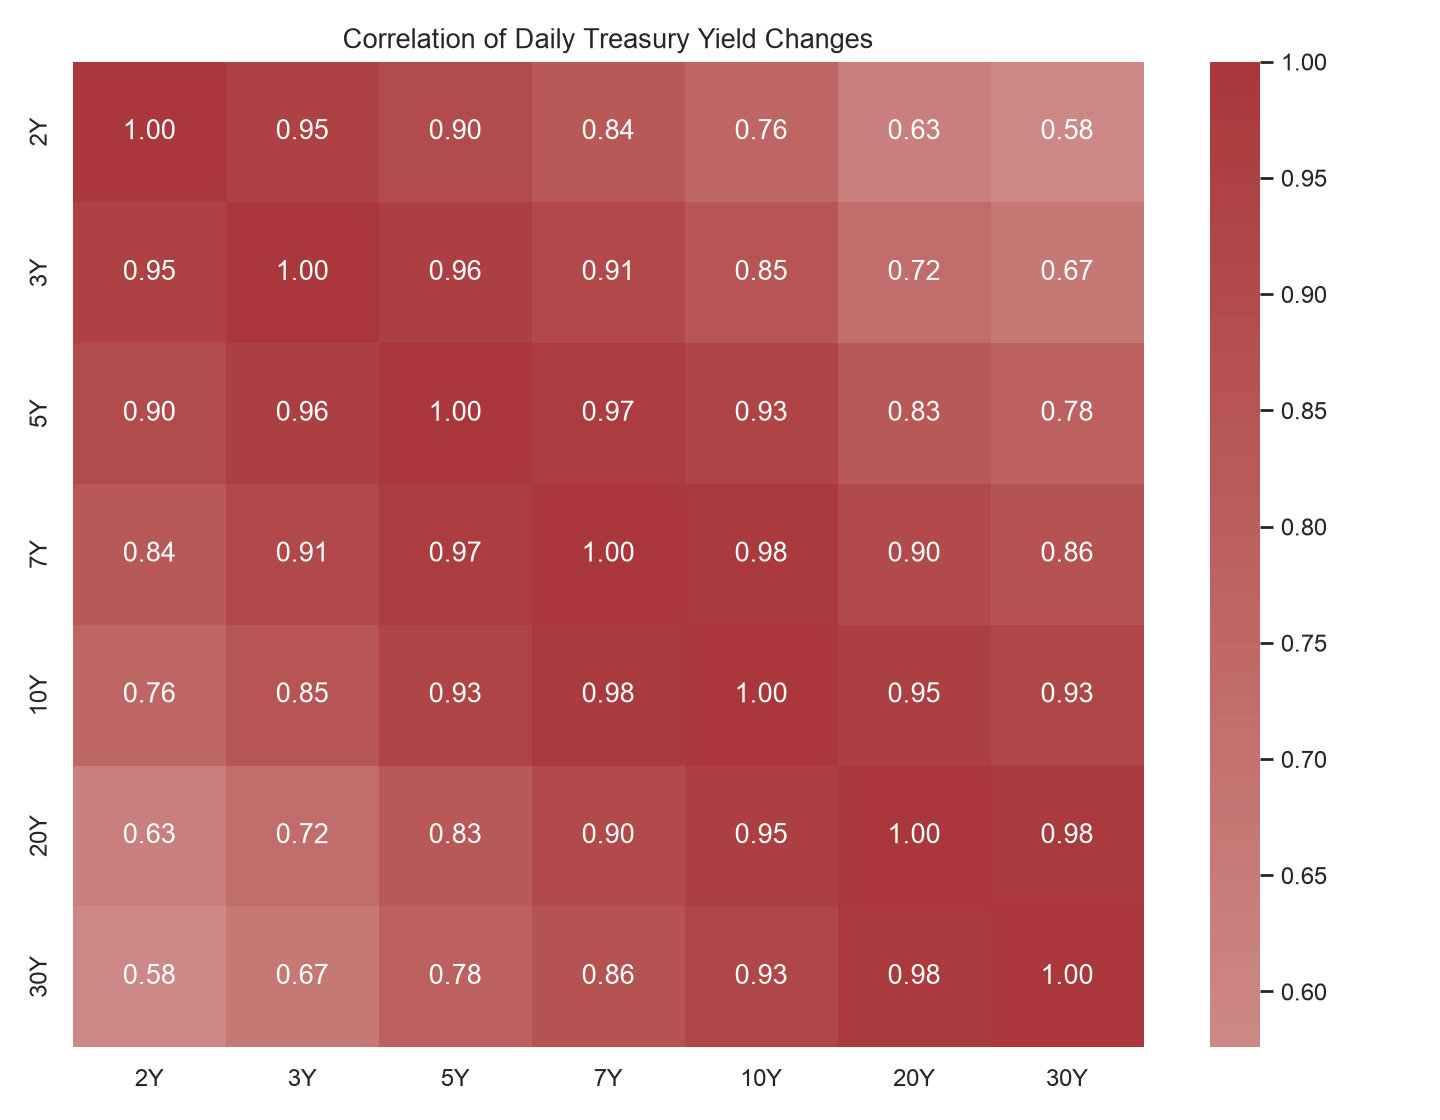 Correlation of Daily Treasury Yield Changes
2Y 1.00 0.95 0.90 0.84 0.76 0.63 0.58
3Y 0.95 1.00 0.96 0.91 0.85 0.72 0.67
5Y 0.90 0.96 1.00 0.97 0.93 0.83 0.78
7Y 0.84 0.91 0.97 1.00 0.98 0.90 0.86
10Y 0.76 0.85 0.93 0.98 1.00 0.95 0.93
20Y 0.63 0.72 0.83 0.90 0.95 1.00 0.98
30Y 0.58 0.67 0.78 0.86 0.93 0.98 1.00
2Y 3Y 5Y 7Y 10Y 20Y 30Y
1.00
0.95
0.90
0.85
0.80
0.75
0.70
0.65
0.60